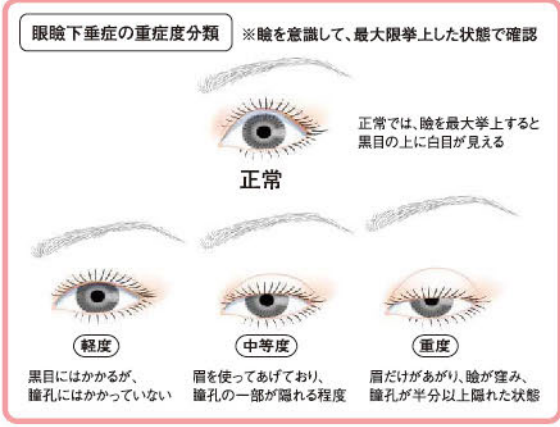 眼瞼下垂症の重症度分類
※瞼を意識して、最大限挙上した状態で確認
正常では、瞼を最大挙上すると
黒目の上に白目が見える
正常
軽度
黒目にはかかるが、
瞳孔にはかかっていない
中等度
眉を使ってあげており、
瞳孔の一部が隠れる程度
重度
眉だけがあがり、瞼が窪み、
瞳孔が半分以上隠れた状態